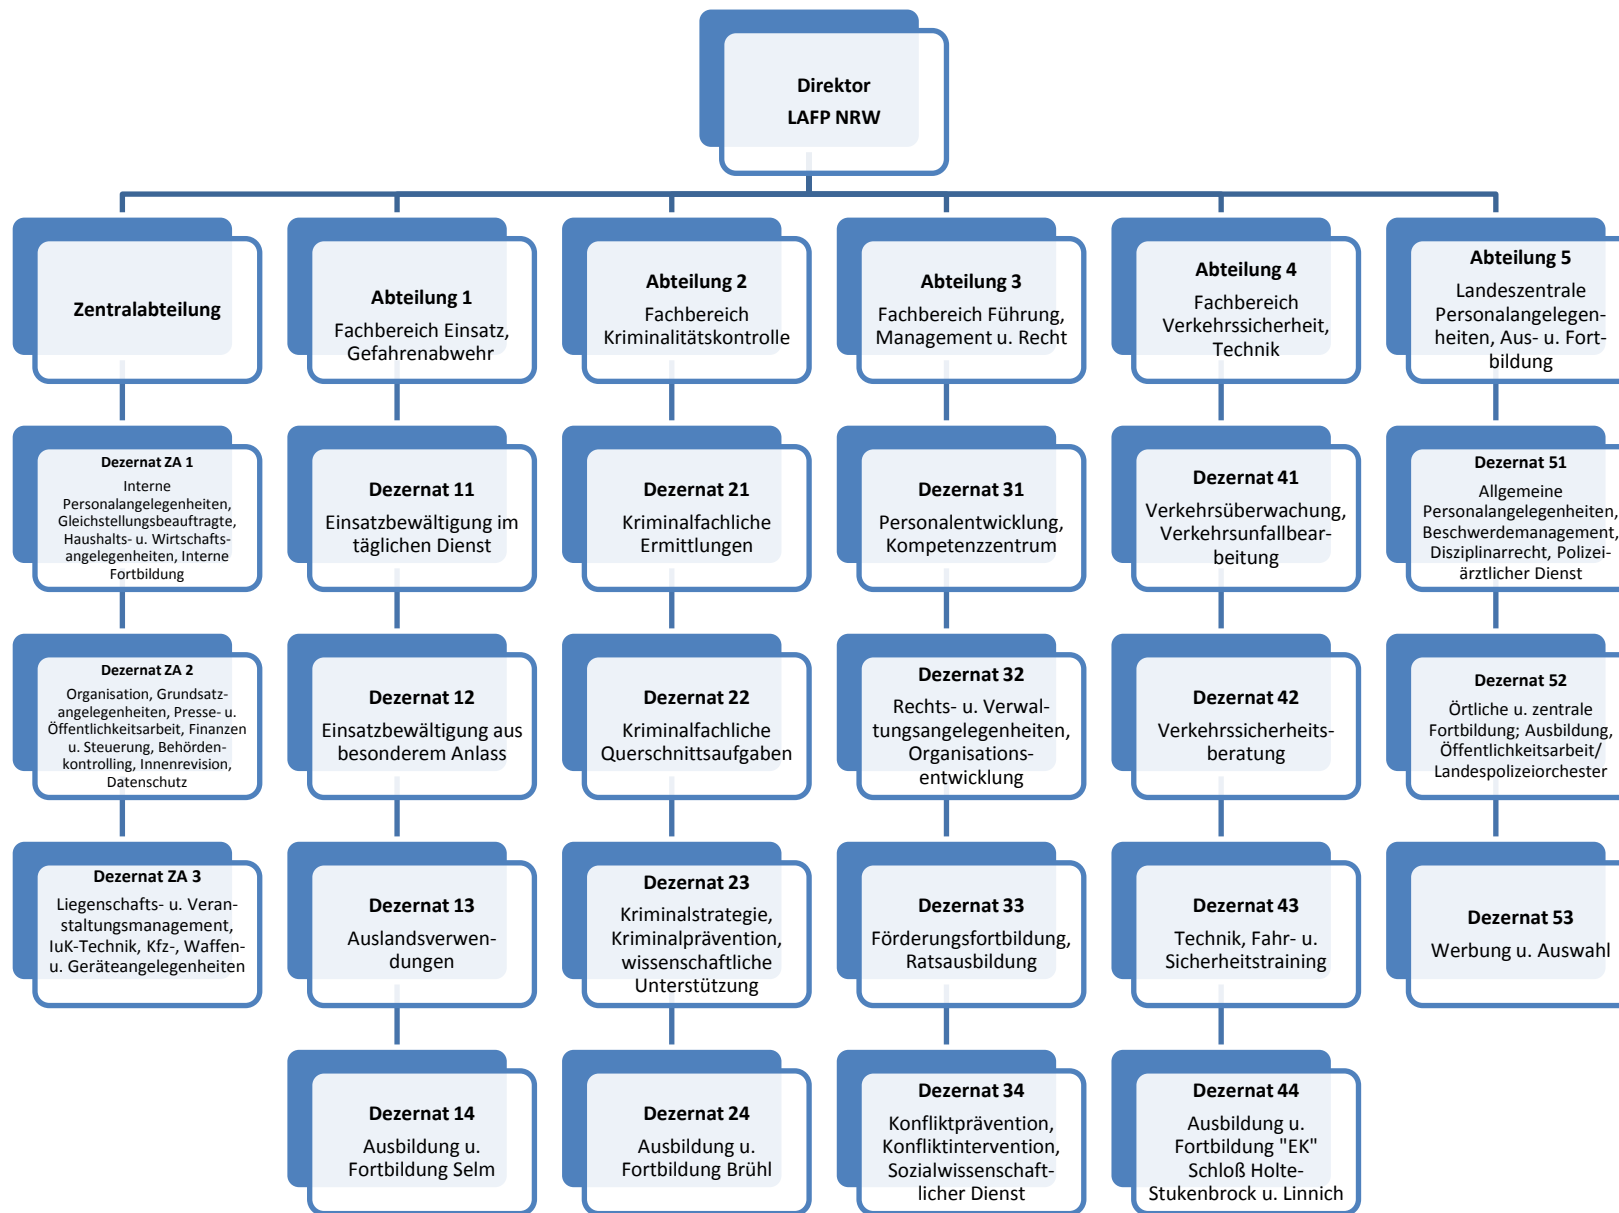 Direktor
LAFP NRW
Zentralabteilung
Abteilung 1
Fachbereich Einsatz,
Gefahrenabwehr
Abteilung 2
Fachbereich
Kriminalitätskontrolle
Abteilung 3
Fachbereich Führung,
Management u. Recht
Abteilung 4
Fachbereich
Verkehrssicherheit,
Technik
Abteilung 5
Landeszentrale
Personalangelegen-
heiten, Aus- u. Fort-
bildung
Dezernat ZA 1
Interne
Personalangelegenheiten,
Gleichstellungsbeauftragte,
Haushalts- u. Wirtschafts-
angelegenheiten, Interne
Fortbildung
Dezernat 11
Einsatzbewältigung im
täglichen Dienst
Dezernat 21
Kriminalfachliche
Ermittlungen
Dezernat 31
Personalentwicklung,
Kompetenzzentrum
Dezernat 41
Verkehrsüberwachung,
Verkehrsunfallbear-
beitung
Dezernat 51
Allgemeine
Personalangelegenheiten,
Beschwerdemanagement,
Disziplinarrecht, Polizei-
ärztlicher Dienst
Dezernat ZA 2
Organisation, Grundsatz-
angelegenheiten, Presse- u.
Öffentlichkeitsarbeit, Finanzen
u. Steuerung, Behörden-
kontrolling, Innenrevision,
Datenschutz
Dezernat 12
Einsatzbewältigung aus
besonderem Anlass
Dezernat 22
Kriminalfachliche
Querschnittsaufgaben
Dezernat 32
Rechts- u. Verwal-
tungsangelegenheiten,
Organisations-
entwicklung
Dezernat 42
Verkehrssicherheits-
beratung
Dezernat 52
Örtliche u. zentrale
Fortbildung; Ausbildung,
Öffentlichkeitsarbeit/
Landespolizeiorchester
Dezernat ZA 3
Liegenschafts- u. Veran-
staltungsmanagement,
IuK-Technik, Kfz-, Waffen-
u. Geräteangelegenheiten
Dezernat 13
Auslandsverwen-
dungen
Dezernat 23
Kriminalstrategie,
Kriminalprävention,
wissenschaftliche
Unterstützung
Dezernat 33
Förderungsfortbildung,
Ratsausbildung
Dezernat 43
Technik, Fahr- u.
Sicherheitstraining
Dezernat 53
Werbung u. Auswahl
Dezernat 14
Ausbildung u.
Fortbildung Selm
Dezernat 24
Ausbildung u.
Fortbildung Brühl
Dezernat 34
Konfliktprävention,
Konfliktintervention,
Sozialwissenschaft-
licher Dienst
Dezernat 44
Ausbildung u.
Fortbildung "EK"
Schloß Holte-
Stukenbrock u. Linnich